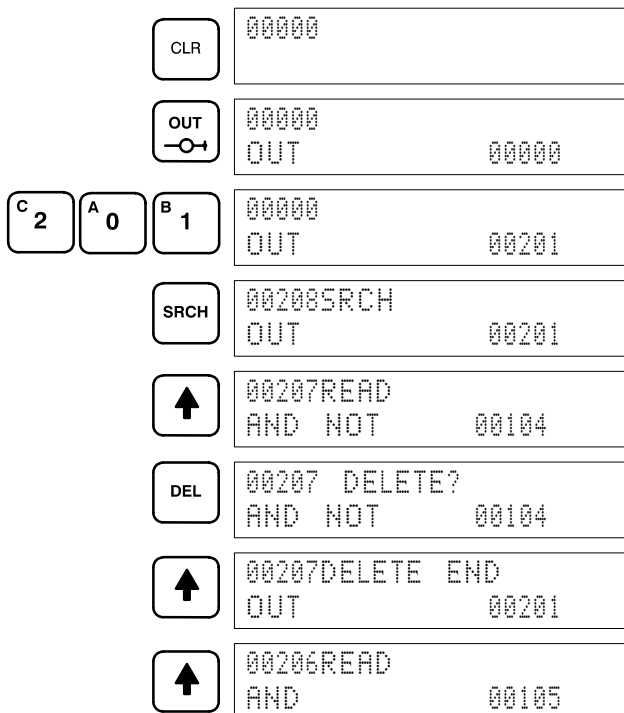 CLR
00000
OUT
00000
OUT 00000
C 2 A 0 B 1
00000
OUT 00201
SRCH
00208SRCH
OUT 00201
00207READ
AND NOT 00104
DEL
00207 DELETE?
AND NOT 00104
00207DELETE END
OUT 00201
00206READ
AND 00105